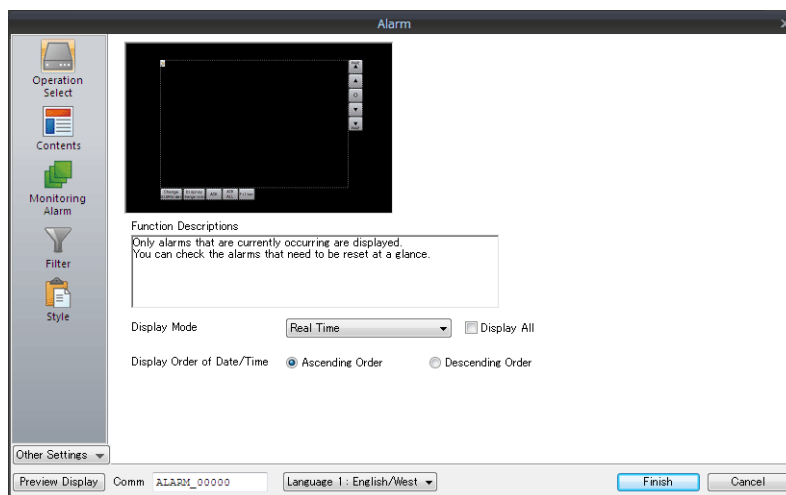 Alarm
Operation
Select
Contents
Monitoring
Alarm
Filter
Style
ACK
ACK
ALL
Function Descriptions
Only alarms that are currently occurring are displayed.
You can check the alarms that need to be reset at a glance.
Display Mode
Real Time
Display All
Display Order of Date/Time
Ascending Order
Descending Order
Other Settings
Preview Display
Comm
ALARM_00000
Language 1 : English/West
Finish
Cancel